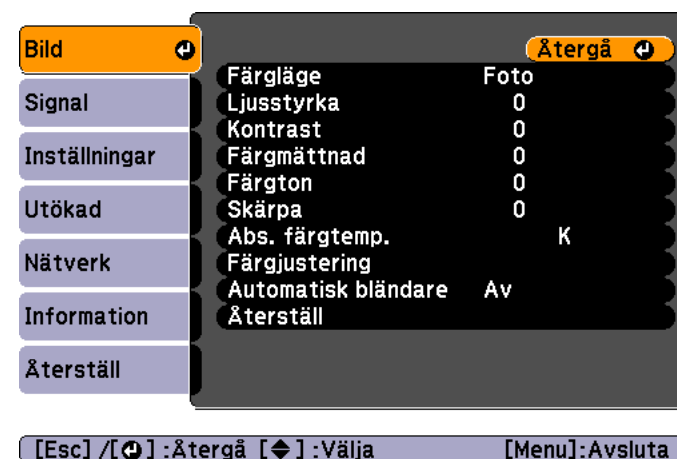 Bild
Signal
Inställningar
Utökad
Nätverk
Information
Återställ
Återgå
Färgläge Foto
Ljusstyrka 0
Kontrast 0
Färgmättnad 0
Färgton 0
Skärpa 0
Abs. färgtemp. K
Färgjustering
Automatisk bländare Av
Återställ
[Esc] /[ ] :Återgå [ ] :Välja [Menu]:Avsluta